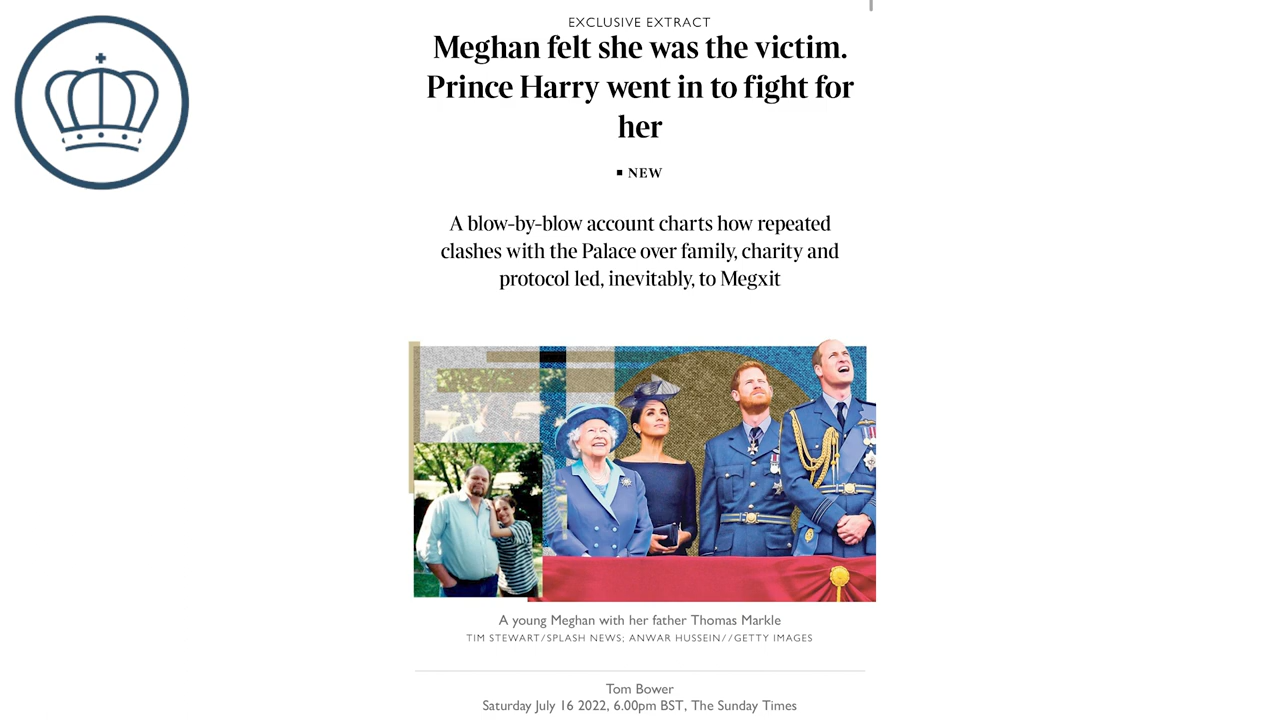 EXCLUSIVE EXTRACT
Meghan felt she was the victim.
Prince Harry went in to fight for
her
NEW
A blow-by-blow account charts how repeated
clashes with the Palace over family, charity and
protocol led, inevitably, to Megxit
A young Meghan with her father Thomas Markle
TIM STEWART/SPLASH NEWS; ANWAR HUSSEIN//GETTY IMAGES
Tom Bower
Saturday July 16 2022, 6.00pm BST, The Sunday Times